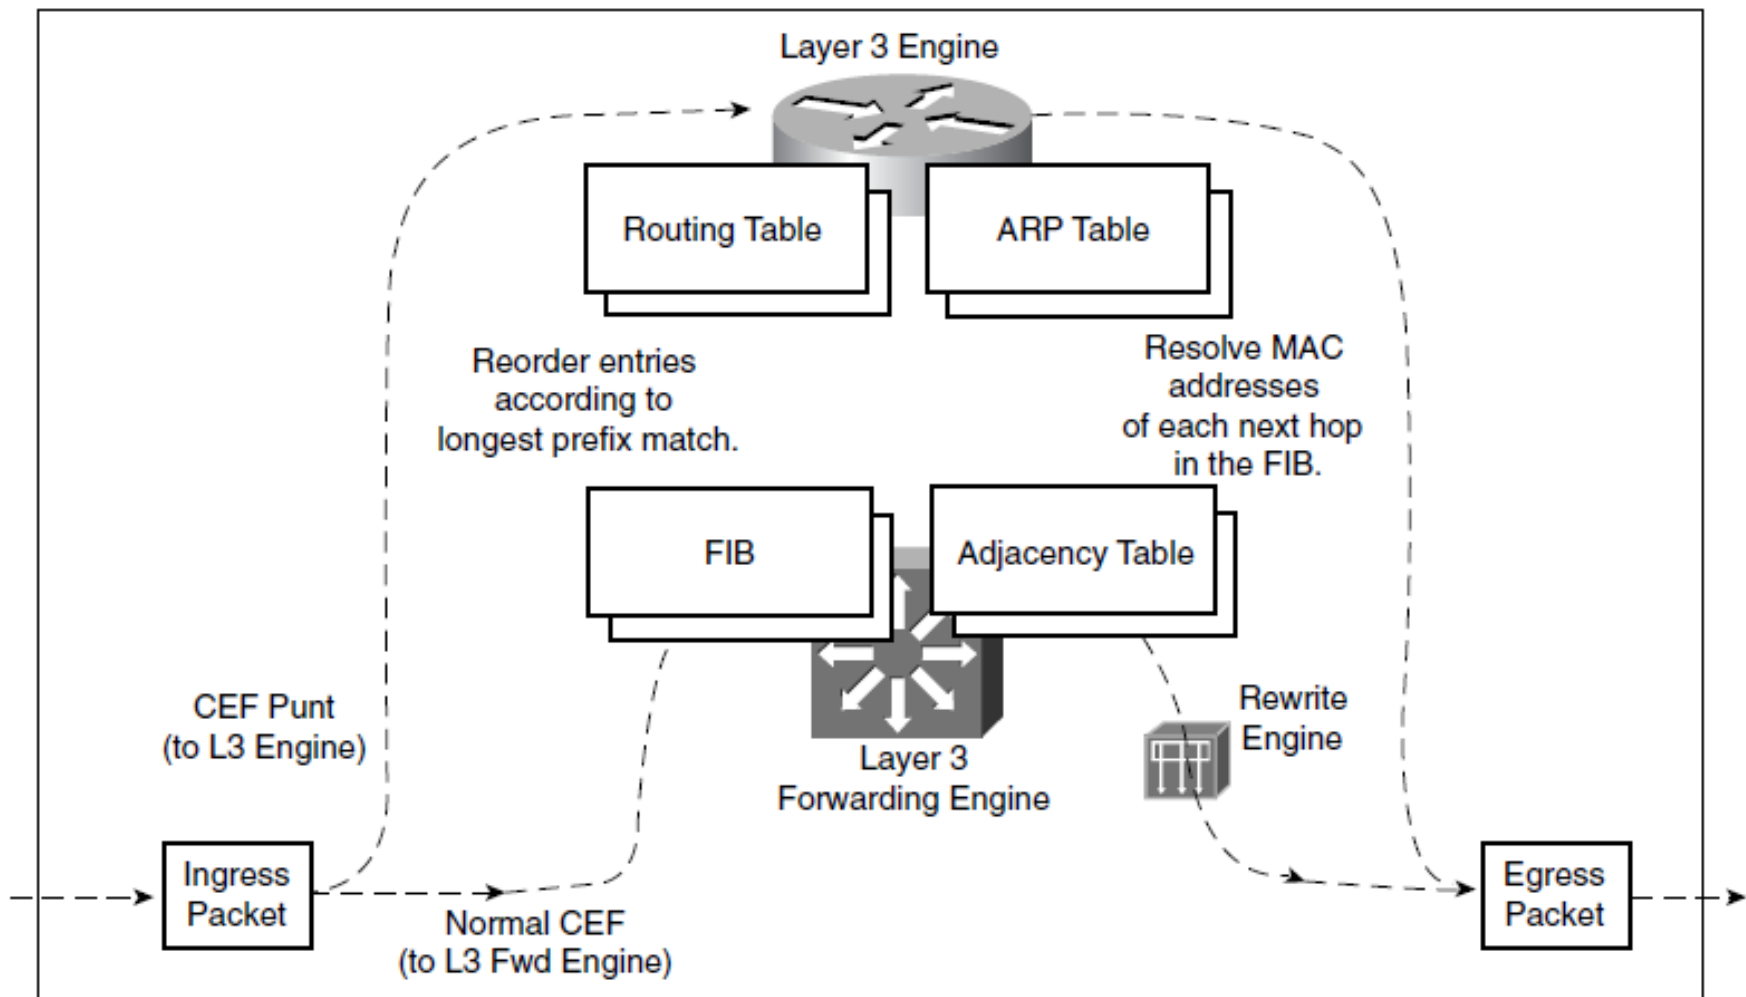 Layer 3 Engine
Routing Table
ARP Table
Reorder entries
according to
longest prefix match.
Resolve MAC
addresses
of each next hop
in the FIB.
FIB
Adjacency Table
CEF Punt
(to L3 Engine)
Layer 3
Forwarding Engine
Rewrite
Engine
Ingress
Packet
Normal CEF
(to L3 Fwd Engine)
Egress
Packet